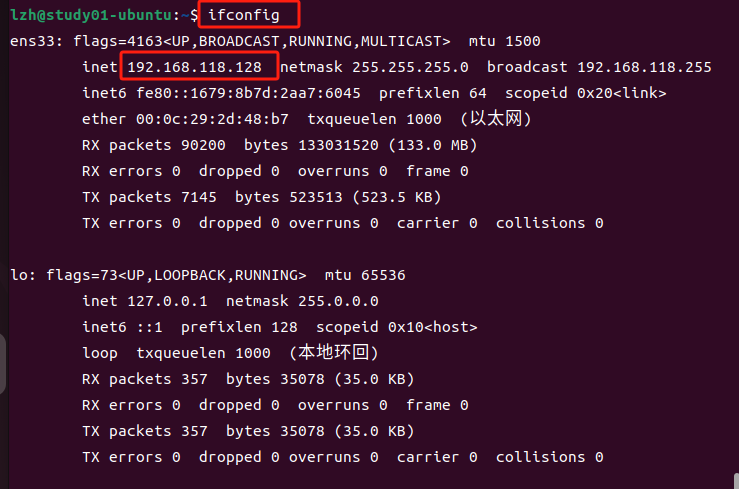 lzh@study01-ubuntu:~$ ifconfig
ens33: flags=4163<UP,BROADCAST,RUNNING,MULTICAST>  mtu 1500
        inet 192.168.118.128  netmask 255.255.255.0  broadcast 192.168.118.255
        inet6 fe80::1679:8b7d:2aa7:6045  prefixlen 64  scopeid 0x20<link>
        ether 00:0c:29:2d:48:b7  txqueuelen 1000  (以太网)
        RX packets 90200  bytes 133031520 (133.0 MB)
        RX errors 0  dropped 0  overruns 0  frame 0
        TX packets 7145  bytes 523513 (523.5 KB)
        TX errors 0  dropped 0 overruns 0  carrier 0  collisions 0
lo: flags=73<UP,LOOPBACK,RUNNING>  mtu 65536
        inet 127.0.0.1  netmask 255.0.0.0
        inet6 ::1  prefixlen 128  scopeid 0x10<host>
        loop  txqueuelen 1000  (本地环回)
        RX packets 357  bytes 35078 (35.0 KB)
        RX errors 0  dropped 0  overruns 0  frame 0
        TX packets 357  bytes 35078 (35.0 KB)
        TX errors 0  dropped 0 overruns 0  carrier 0  collisions 0